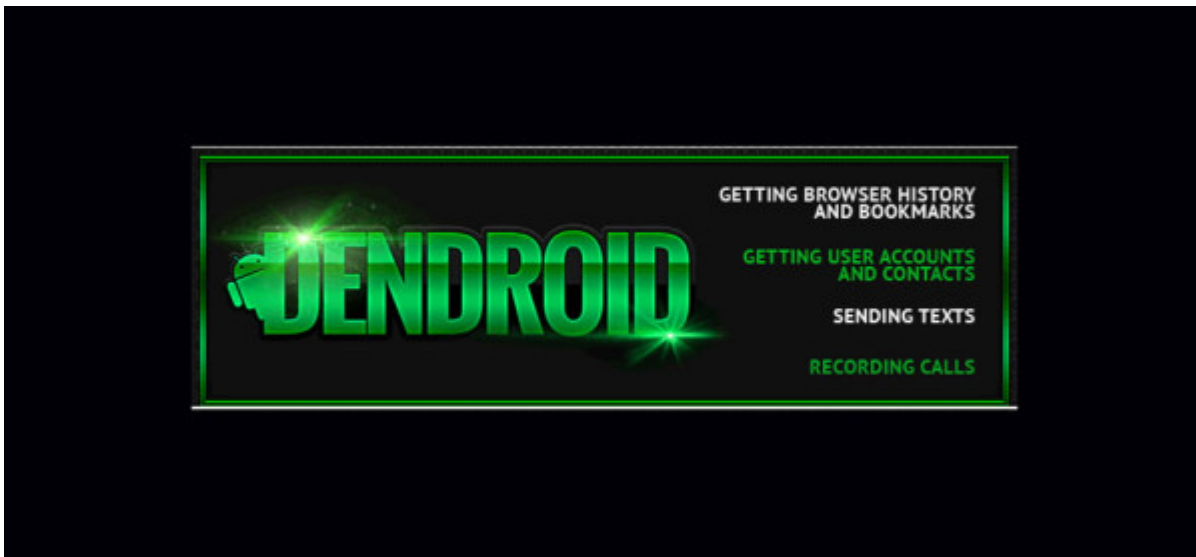 DENDROID
GETTING BROWSER HISTORY
AND BOOKMARKS
GETTING USER ACCOUNTS
AND CONTACTS
SENDING TEXTS
RECORDING CALLS